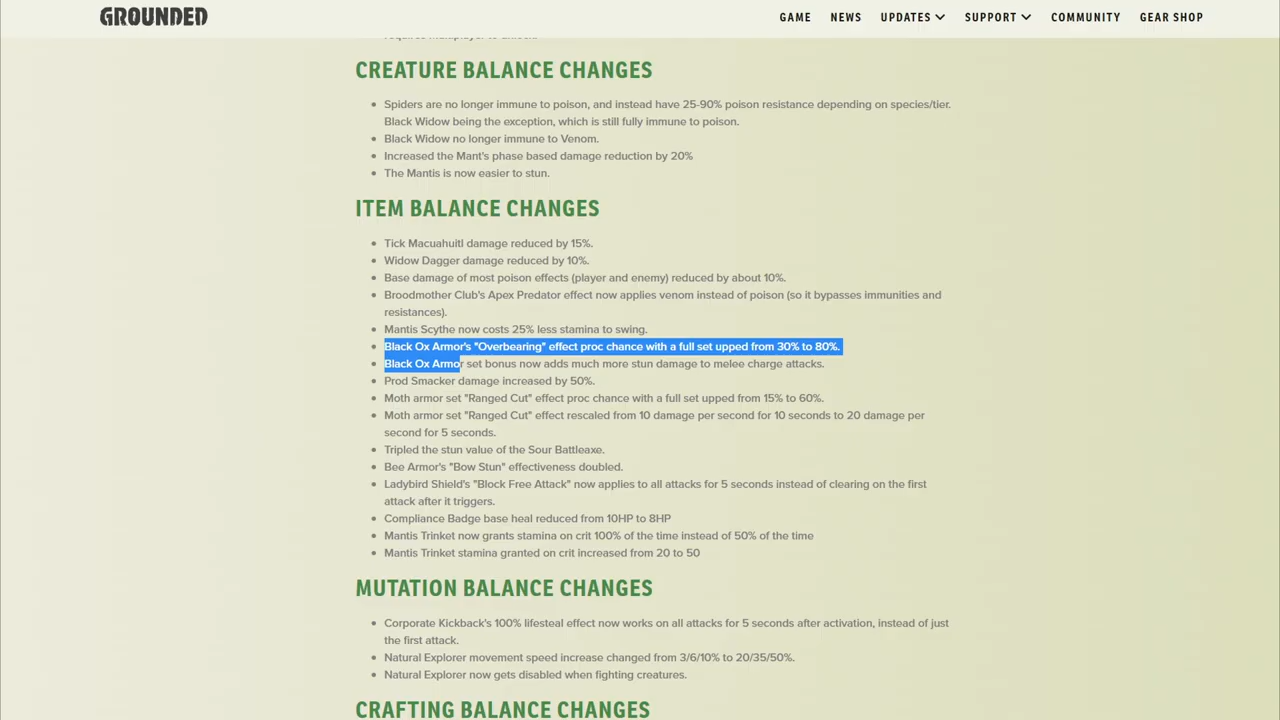 GROUNDED
GAME NEWS UPDATES SUPPORT COMMUNITY GEAR SHOP
requires multiplayer to unlock.
CREATURE BALANCE CHANGES
Spiders are no longer immune to poison, and instead have 25-90% poison resistance depending on species/tier.
Black Widow being the exception, which is still fully immune to poison.
Black Widow no longer immune to Venom.
Increased the Mant's phase based damage reduction by 20%
The Mantis is now easier to stun.
ITEM BALANCE CHANGES
Tick Macuahuitl damage reduced by 15%.
Widow Dagger damage reduced by 10%.
Base damage of most poison effects (player and enemy) reduced by about 10%.
Broodmother Club's Apex Predator effect now applies venom instead of poison (so it bypasses immunities and
resistances).
Mantis Scythe now costs 25% less stamina to swing.
Black Ox Armor's "Overbearing" effect proc chance with a full set upped from 30% to 80%.
Black Ox Armor set bonus now adds much more stun damage to melee charge attacks.
Prod Smacker damage increased by 50%.
Moth armor set "Ranged Cut" effect proc chance with a full set upped from 15% to 60%.
Moth armor set "Ranged Cut" effect rescaled from 10 damage per second for 10 seconds to 20 damage per
second for 5 seconds.
Tripled the stun value of the Sour Battleaxe.
Bee Armor's "Bow Stun" effectiveness doubled.
Ladybird Shield's "Block Free Attack" now applies to all attacks for 5 seconds instead of clearing on the first
attack after it triggers.
Compliance Badge base heal reduced from 10HP to 8HP
Mantis Trinket now grants stamina on crit 100% of the time instead of 50% of the time
Mantis Trinket stamina granted on crit increased from 20 to 50
MUTATION BALANCE CHANGES
Corporate Kickback's 100% lifesteal effect now works on all attacks for 5 seconds after activation, instead of just
the first attack.
Natural Explorer movement speed increase changed from 3/6/10% to 20/35/50%.
Natural Explorer now gets disabled when fighting creatures.
CRAFTING BALANCE CHANGES